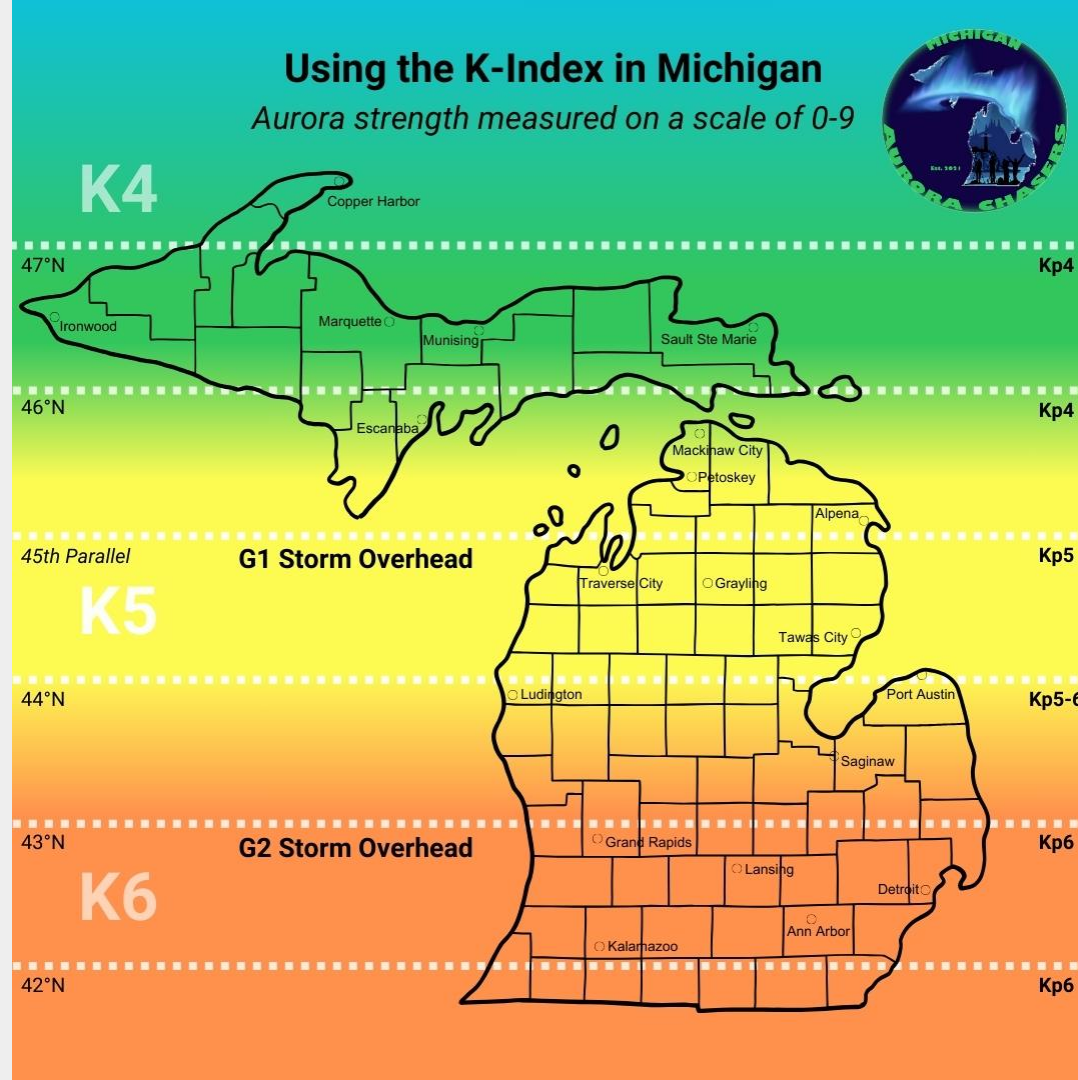 Using the K-Index in Michigan
Aurora strength measured on a scale of 0-9
MICHIGAN
AURORA CHASERS
Est. 2021
K4
Copper Harbor
47°N
Kp4
Ironwood
Marquette
Munising
Sault Ste Marie
46°N
Kp4
Escanaba
Mackinaw City
Petoskey
Alpena
45th Parallel
G1 Storm Overhead
Kp5
K5
Traverse City
Grayling
Tawas City
44°N
Ludington
Port Austin
Kp5-6
Saginaw
43°N
G2 Storm Overhead
Grand Rapids
Kp6
K6
Lansing
Detroit
Ann Arbor
Kalamazoo
42°N
Kp6